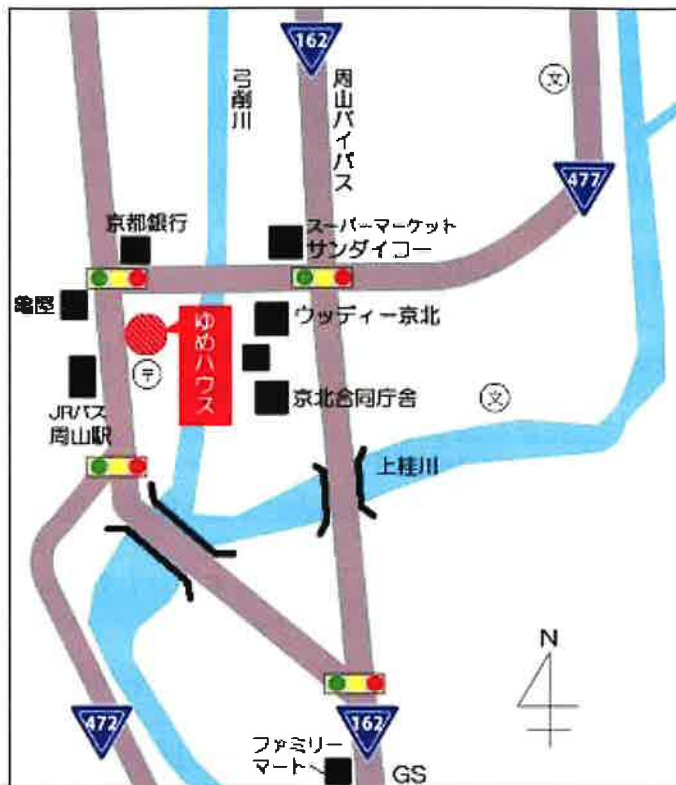 162
弓削川
周山バイパス
文
477
京都銀行
スーパーマーケット
サンダイコー
亀屋
ゆめハウス
ウッディー京北
〒
JRバス
周山駅
京北合同庁舎
文
上桂川
N
472
162
ファミリー
マート
GS